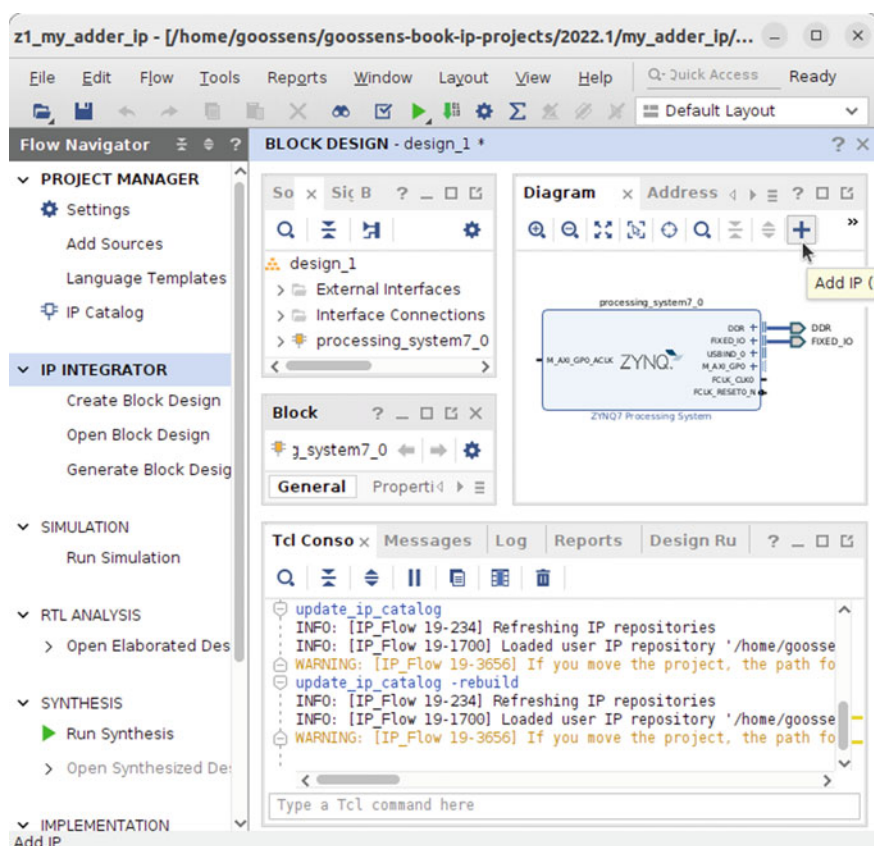 z1_my_adder_ip - [/home/goossens/goossens-book-ip-projects/2022.1/my_adder_ip/...
File Edit Flow Tools Reports Window Layout View Help Quick Access Ready
Default Layout
Flow Navigator ?
BLOCK DESIGN - design_1 * ?
PROJECT MANAGER
Settings
Add Sources
Language Templates
IP Catalog
IP INTEGRATOR
Create Block Design
Open Block Design
Generate Block Desig
SIMULATION
Run Simulation
RTL ANALYSIS
Open Elaborated Des
SYNTHESIS
Run Synthesis
Open Synthesized De
IMPLEMENTATION
Add IP
So Sig B ?
design_1
External Interfaces
Interface Connections
processing_system7_0
Block ?
g_system7_0
General Properti
Diagram Address ?
Add IP (
processing_system7_0
M_AXI_GP0_ACLK
ZYNQ
DDR
FIXED_IO
USBIND_0
M_AXI_GP0
FCLK_CLK0
FCLK_RESET0_N
DDR
FIXED_IO
ZYNQ7 Processing System
Tcl Conso Messages Log Reports Design Ru ?
update_ip_catalog
INFO: [IP_Flow 19-234] Refreshing IP repositories
INFO: [IP_Flow 19-1700] Loaded user IP repository '/home/goosse
WARNING: [IP_Flow 19-3656] If you move the project, the path fo
update_ip_catalog -rebuild
INFO: [IP_Flow 19-234] Refreshing IP repositories
INFO: [IP_Flow 19-1700] Loaded user IP repository '/home/goosse
WARNING: [IP_Flow 19-3656] If you move the project, the path fo
Type a Tcl command here